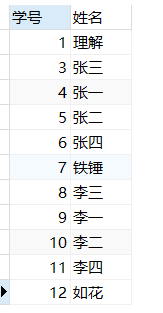 学号 姓名
1 理解
3 张三
4 张一
5 张二
6 张四
7 铁锤
8 李三
9 李一
10 李二
11 李四
12 如花